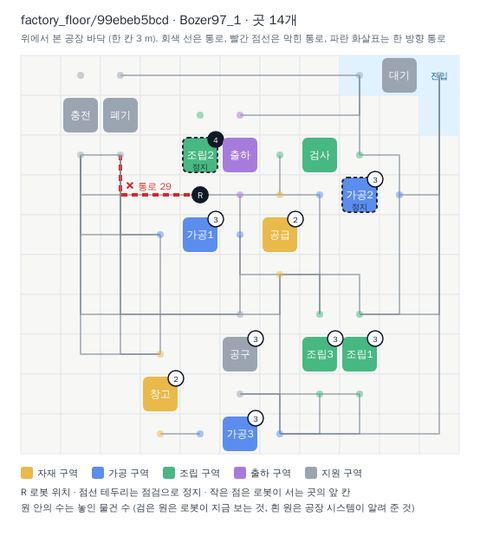 factory_floor/99ebeb5bcd · Bozer97_1 · 곳 14개
위에서 본 공장 바닥 (한 칸 3 m). 회색 선은 통로, 빨간 점선은 막힌 통로, 파란 화살표는 한 방향 통로
대기
충전
폐기
4
조립2
정지
출하
검사
통로 29
R
3
가공2
정지
3
가공1
2
공급
3
공구
3
조립3
3
조립1
2
창고
3
가공3
자재 구역
가공 구역
조립 구역
출하 구역
지원 구역
R 로봇 위치 · 점선 테두리는 점검으로 정지 · 작은 점은 로봇이 서는 곳의 앞 칸
원 안의 수는 놓인 물건 수 (검은 원은 로봇이 지금 보는 것, 흰 원은 공장 시스템이 알려 준 것)